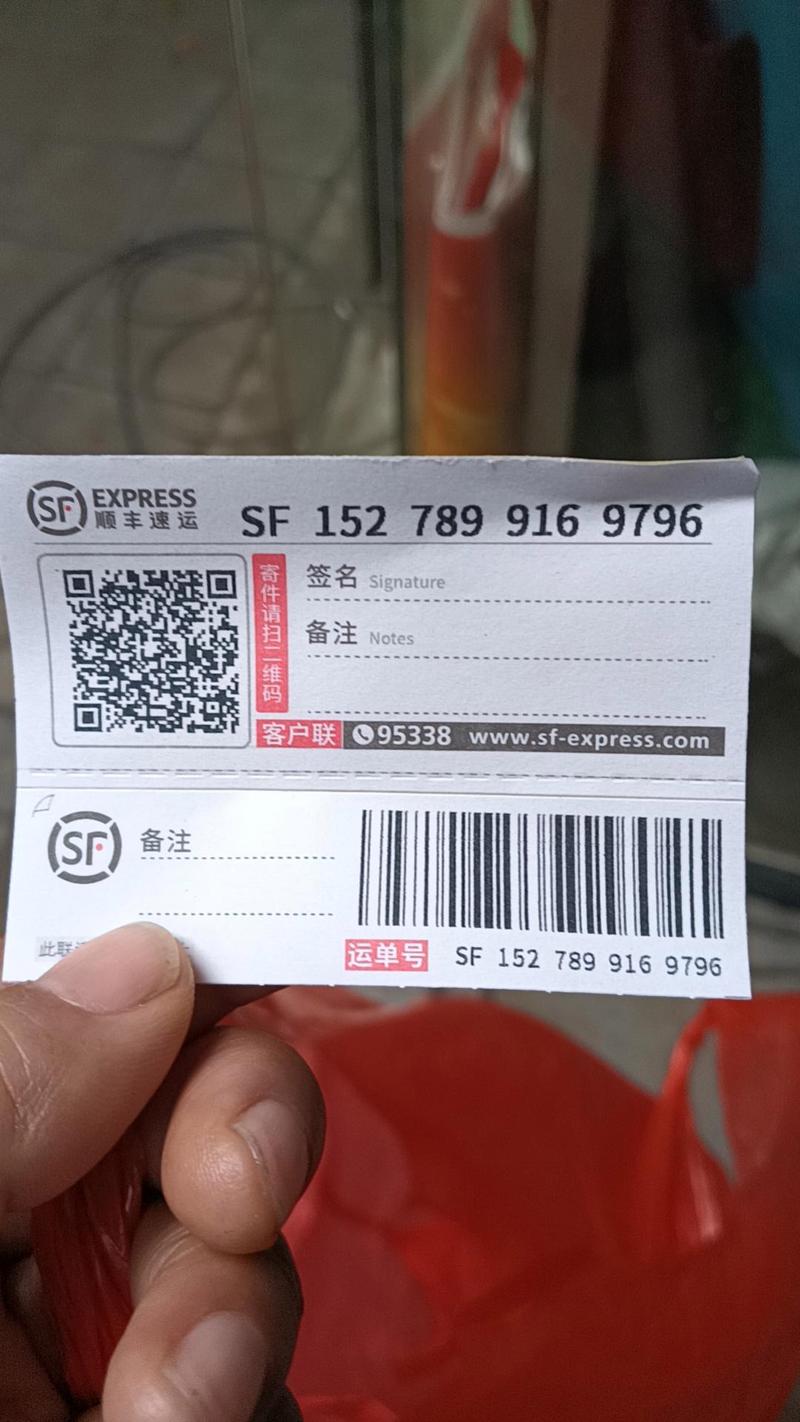 SF EXPRESS
顺丰速运
SF 152 789 916 9796
寄件请扫二维码
签名 Signature
备注 Notes
客户联 95338 www.sf-express.com
SF 备注
此联
运单号 SF 152 789 916 9796